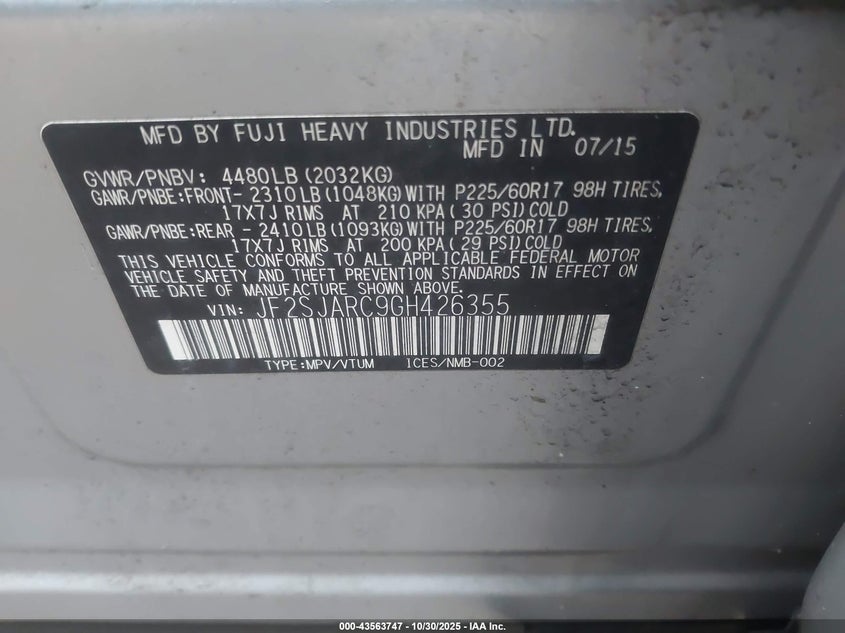 MFD BY FUJI HEAVY INDUSTRIES LTD.
MFD IN 07/15
GVWR/PNBV: 4480LB (2032KG)
GAWR/PNBE:FRONT- 2310LB(1048KG)WITH P225/60R17 98H TIRES,
17X7J RIMS AT 210 KPA( 30 PSI)COLD
GAWR/PNBE:REAR - 2410LB(1093KG)WITH P225/60R17 98H TIRES,
17X7J RIMS AT 200 KPA( 29 PSI)COLD
THIS VEHICLE CONFORMS TO ALL APPLICABLE FEDERAL MOTOR
VEHICLE SAFETY AND THEFT PREVENTION STANDARDS IN EFFECT ON
THE DATE OF MANUFACTURE SHOWN ABOVE.
VIN: JF2SJARC9GH426355
TYPE:MPV/VTUM ICES/NMB-002
000-43563747 - 10/30/2025 - IAA Inc.